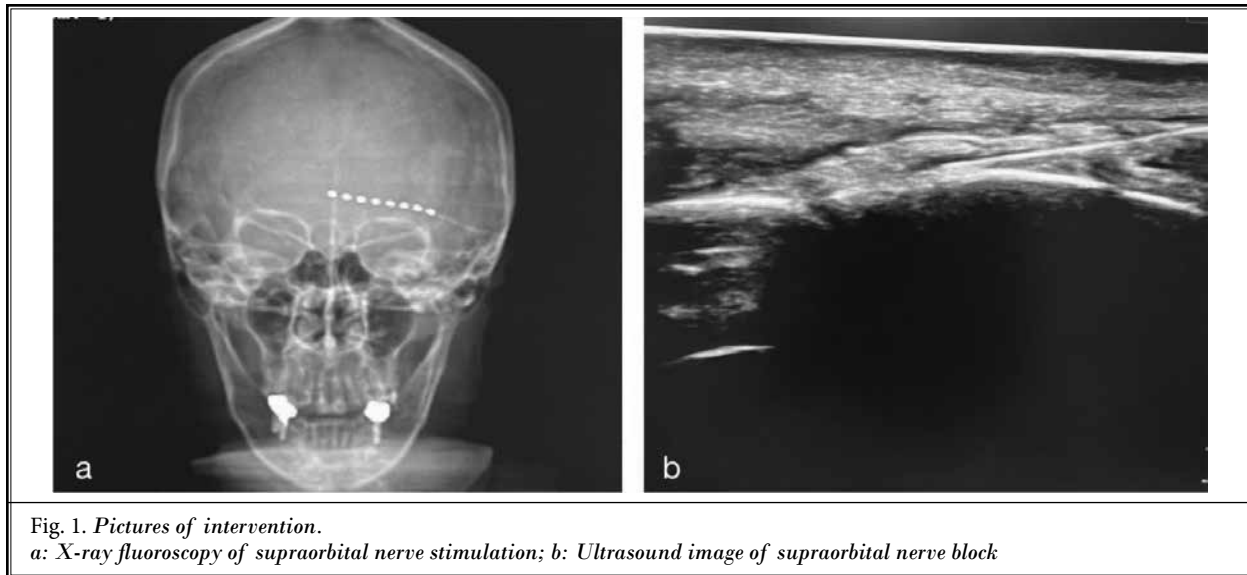 a
b
Fig. 1. Pictures of intervention.
a: X-ray fluoroscopy of supraorbital nerve stimulation; b: Ultrasound image of supraorbital nerve block